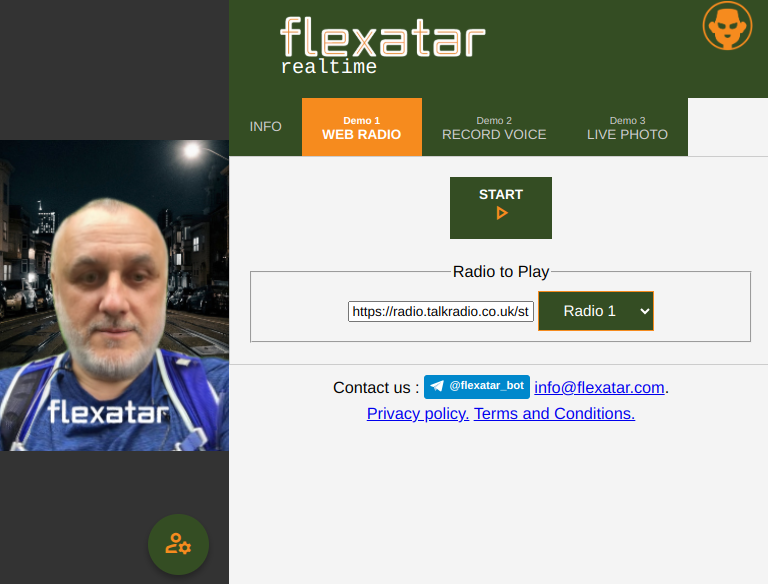 flexatar
realtime
INFO
Demo 1
WEB RADIO
Demo 2
RECORD VOICE
Demo 3
LIVE PHOTO
START
Radio to Play
https://radio.talkradio.co.uk/st
Radio 1
flexatar
Contact us : @flexatar_bot info@flexatar.com.
Privacy policy. Terms and Conditions.